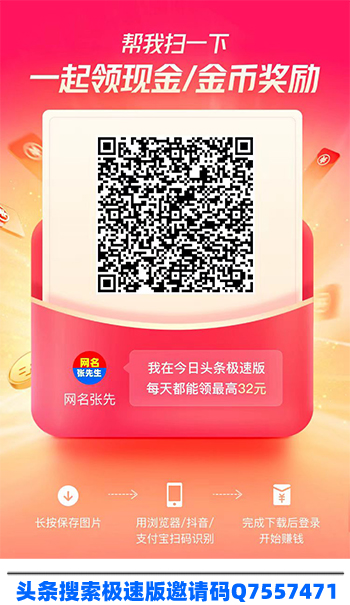 帮我扫一下
一起领现金/金币奖励
网名
张先生
网名张先
我在今日头条极速版
每天都能领最高32元
长按保存图片
用浏览器/抖音/
支付宝扫码识别
完成下载后登录
开始赚钱
头条搜索极速版邀请码Q7557471